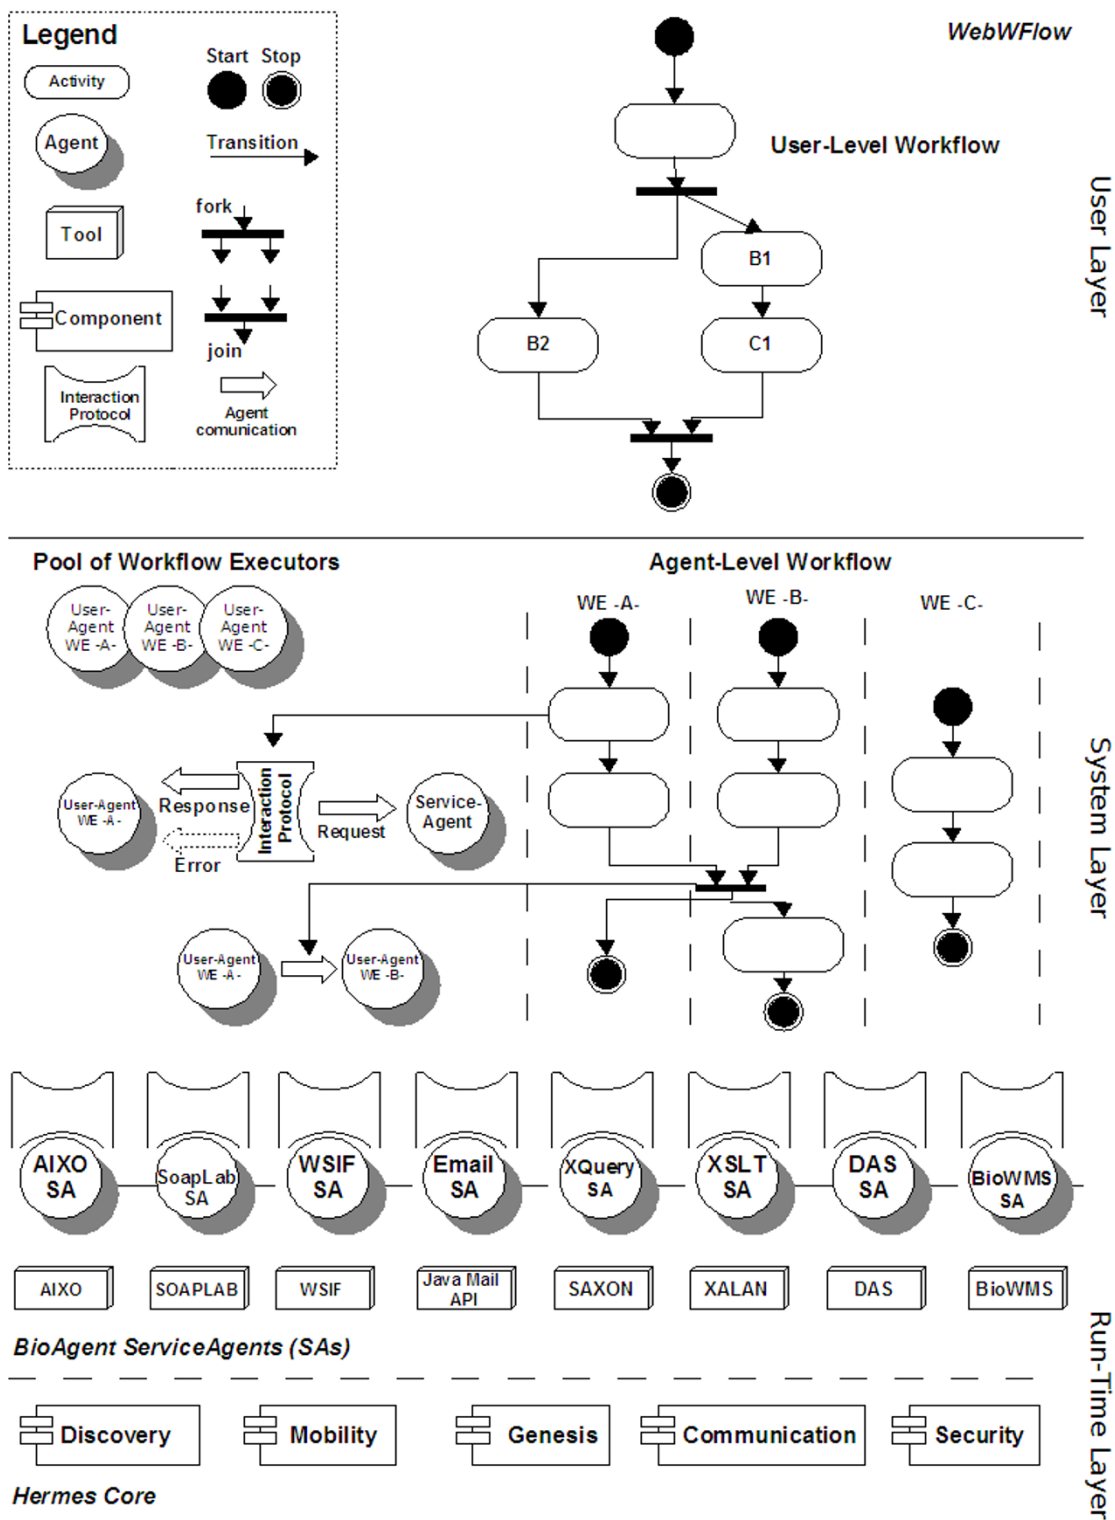 Legend
Activity
Agent
Tool
Component
Interaction
Protocol
Start
Stop
Transition
fork
join
Agent
comunication
WebWFlow
User-Level Workflow
B1
B2
C1
User Layer
Pool of Workflow Executors
User-
Agent
WE -A-
User-
Agent
WE -B-
User-
Agent
WE -C-
Agent-Level Workflow
WE -A-
WE -B-
WE -C-
User-Agent
WE -A-
Response
Error
Interaction
Protocol
Request
Service-
Agent
User-Agent
WE -A-
User-Agent
WE -B-
System Layer
AIXO
SA
SoapLab
SA
WSIF
SA
Email
SA
XQuery
SA
XSLT
SA
DAS
SA
BioWMS
SA
AIXO
SOAPLAB
WSIF
Java Mail
API
SAXON
XALAN
DAS
BioWMS
BioAgent ServiceAgents (SAs)
Discovery
Mobility
Genesis
Communication
Security
Hermes Core
Run-Time Layer